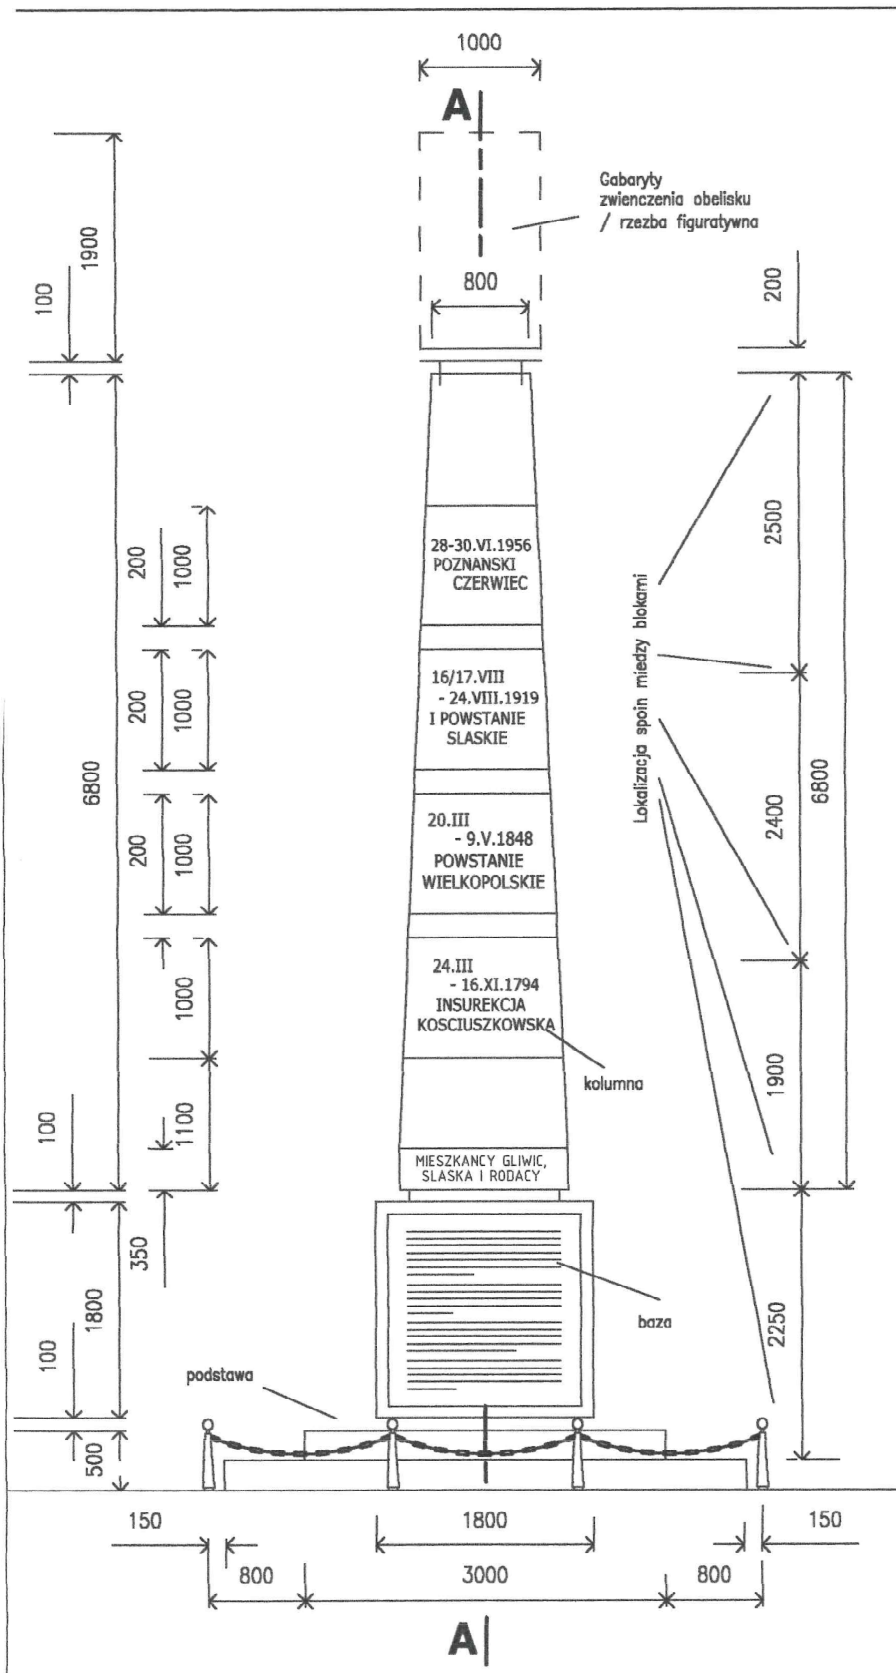 1000
A
Gabaryty
zwienczenia obelisku
/ rzezba figuratywna
1900
100
800
200
28-30.VI.1956
POZNANSKI
CZERWIEC
200
1000
2500
16/17.VIII
- 24.VIII.1919
I POWSTANIE
SLASKIE
200
1000
Lokalizacja spoin miedzy blokami
6800
2400
6800
20.III
- 9.V.1848
POWSTANIE
WIELKOPOLSKIE
200
1000
24.III
- 16.XI.1794
INSUREKCJA
KOSCIUSZKOWSKA
1000
kolumna
1900
100
1100
MIESZKANCY GLIWIC,
SLASKA I RODACY
350
1800
baza
2250
100
podstawa
500
150
1800
150
800
3000
800
A